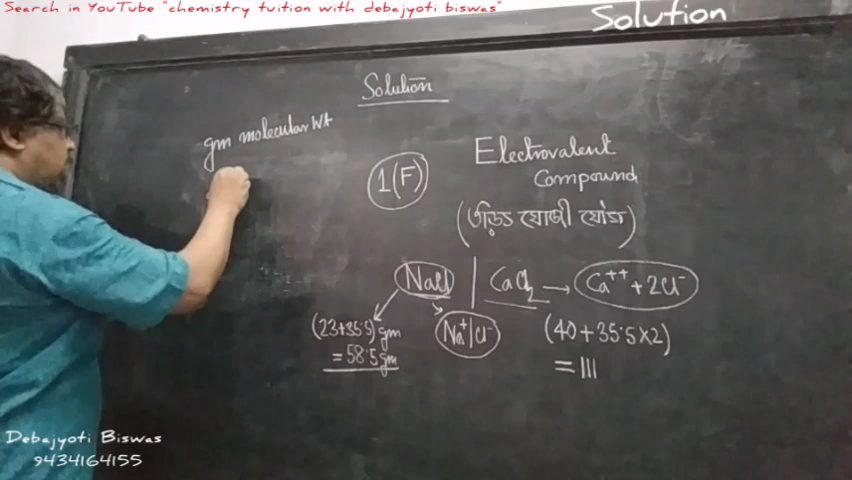 Search in YouTube "chemistry tuition with debajyoti biswas"
Solution
Solution
gm molecular wt
1(F)
Electrovalent
Compound
(তড়িৎ যোজী যৌগ)
NaCl | CaCl₂ → Ca⁺⁺ + 2Cl⁻
(23+35.5) gm
= 58.5 gm
Na⁺|Cl⁻
(40+35.5×2)
= 111
Debajyoti Biswas
9434164155